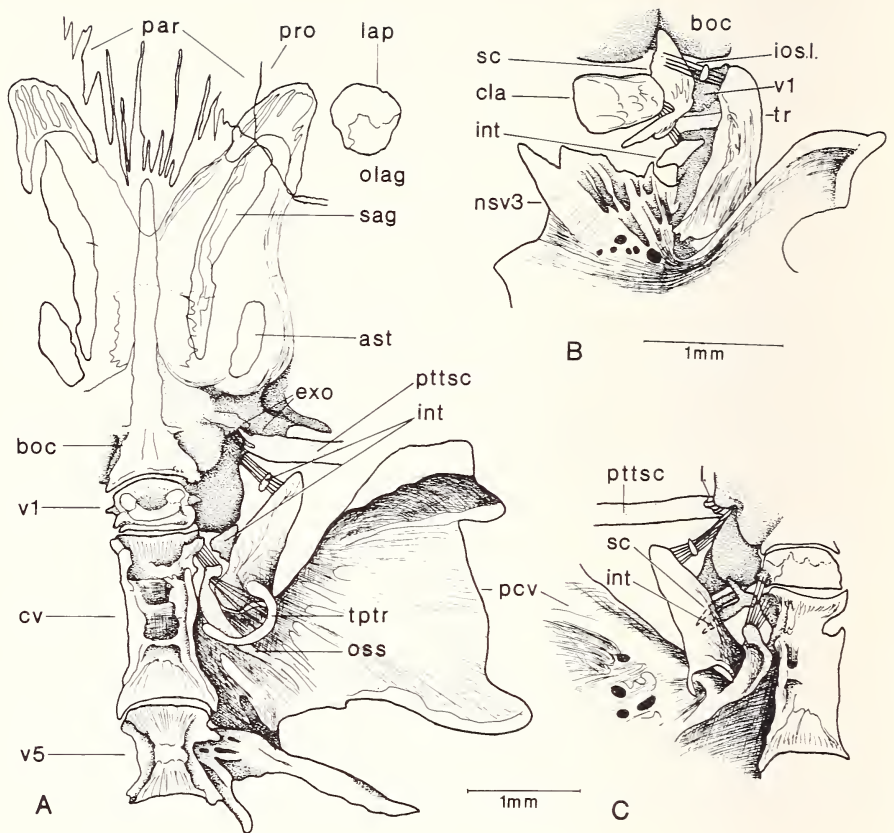 par
pro
lap
olag
sag
ast
exo
pttsc
int
boc
v1
cv
pcv
tptr
oss
v5
A
1mm
boc
sc
ios.l.
cla
v1
tr
int
nsv3
B
1mm
l
pttsc
sc
int
C